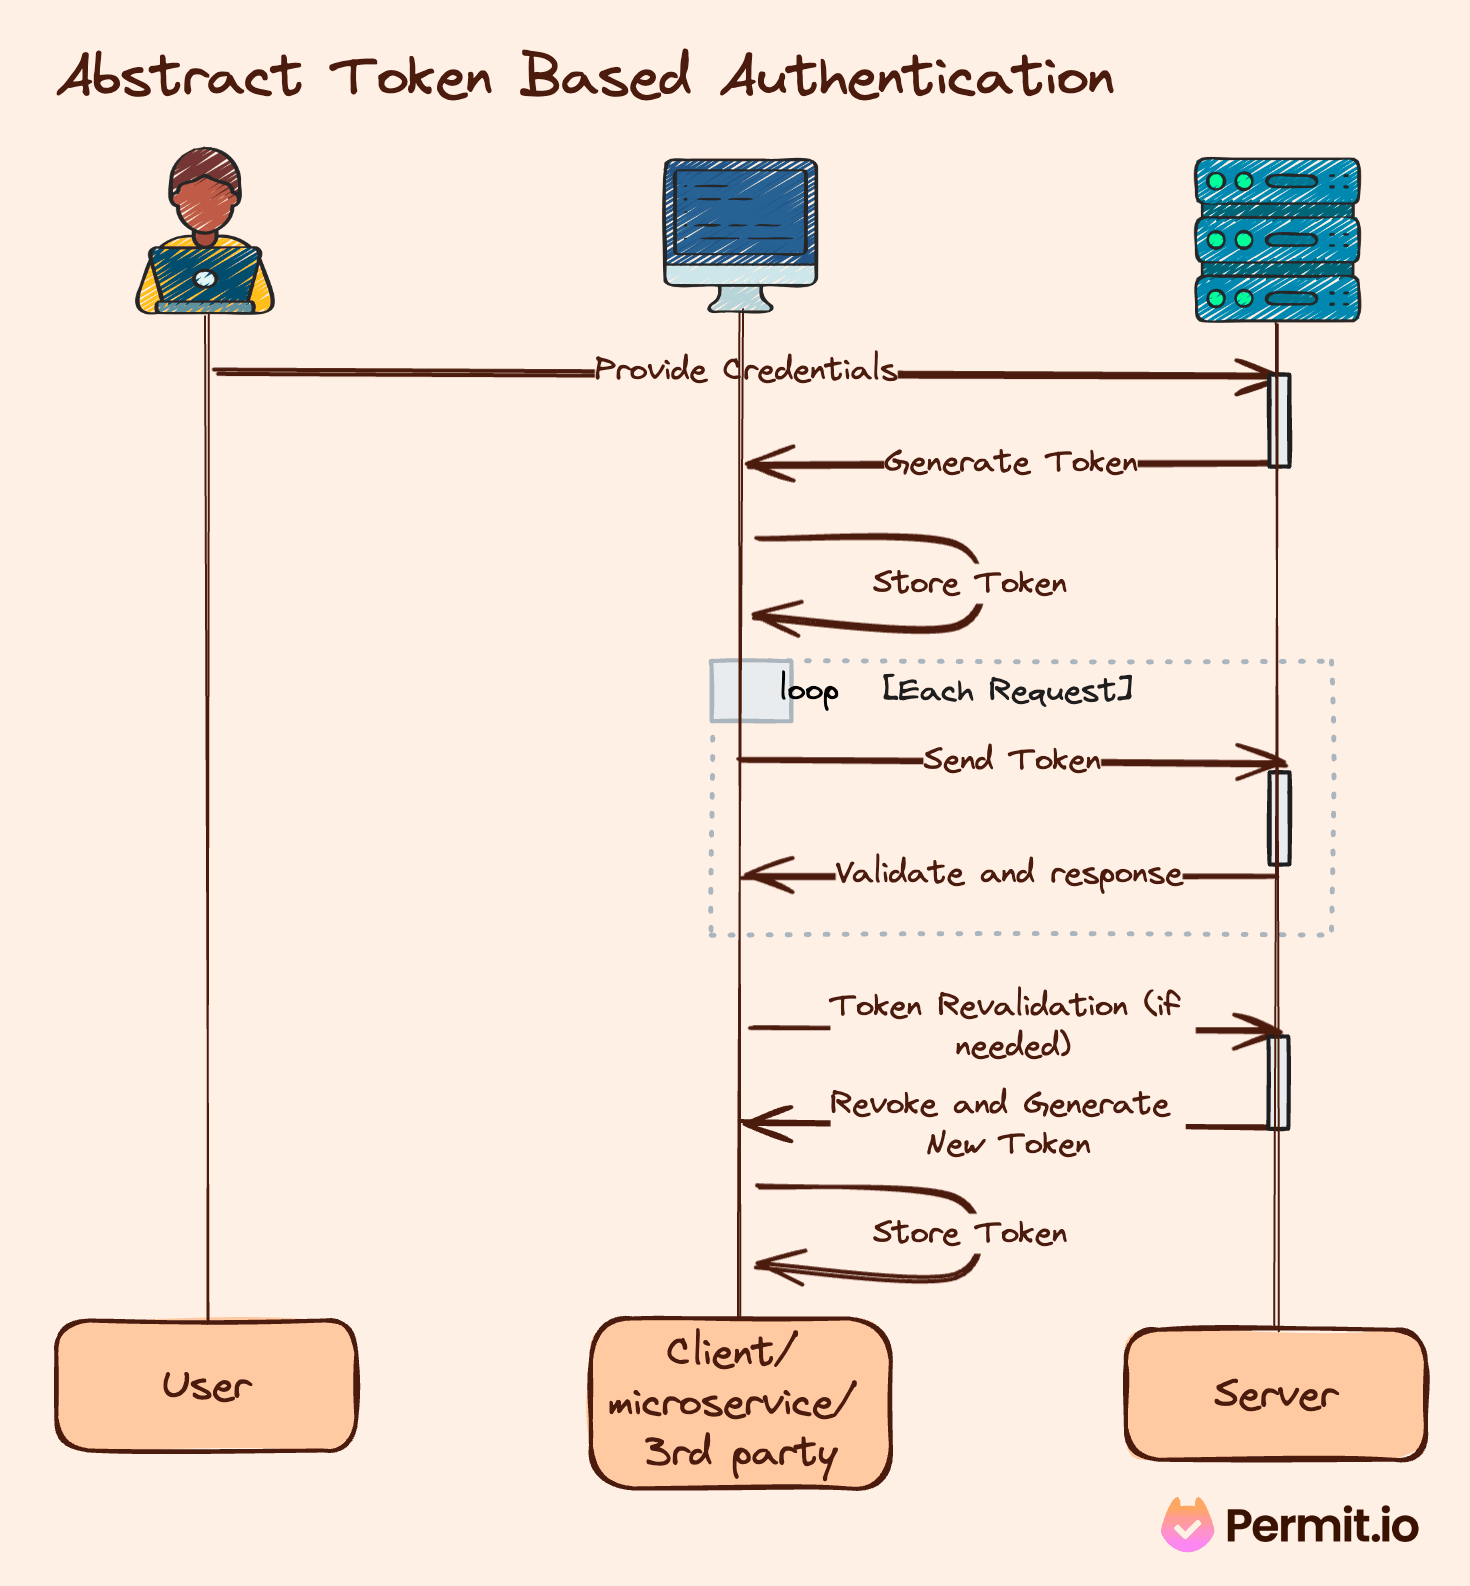 Abstract Token Based Authentication
Provide Credentials
Generate Token
Store Token
loop [Each Request]
Send Token
Validate and response
Token Revalidation (if
needed)
Revoke and Generate
New Token
Store Token
User
Client/
microservice/
3rd party
Server
Permit.io